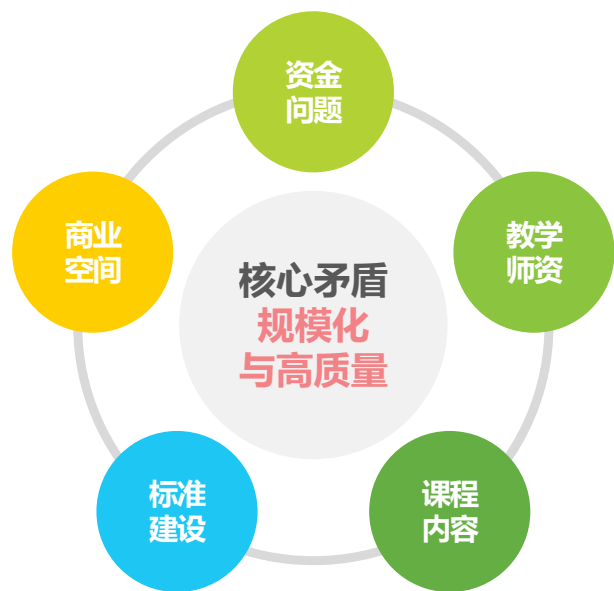 资金
问题
商业
空间
教学
师资
核心矛盾
规模化
与高质量
标准
建设
课程
内容